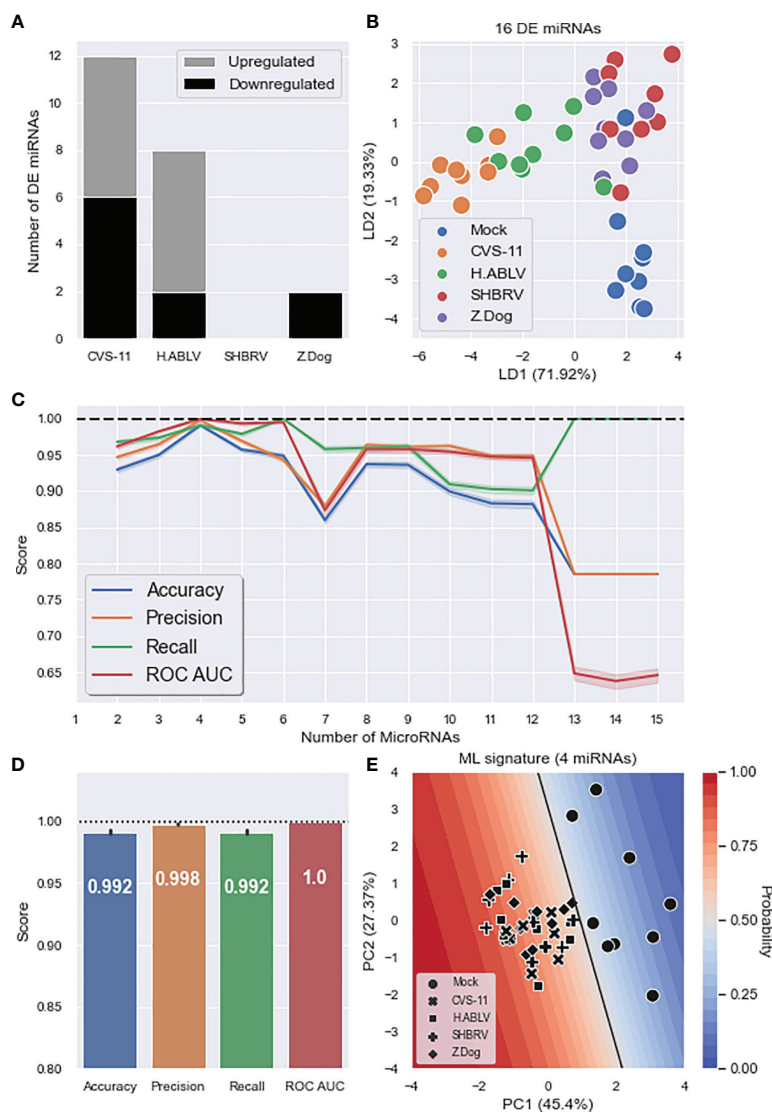 A
Number of DE miRNAs
12
10
8
6
4
2
0
Upregulated
Downregulated
CVS-11
H.ABLV
SHBRV
Z.Dog
B
16 DE miRNAs
LD2 (19.33%)
3
2
1
0
−1
−2
−3
−4
Mock
CVS-11
H.ABLV
SHBRV
Z.Dog
−6 −4 −2 0 2 4
LD1 (71.92%)
C
Score
1.00
0.95
0.90
0.85
0.80
0.75
0.70
0.65
Accuracy
Precision
Recall
ROC AUC
1 2 3 4 5 6 7 8 9 10 11 12 13 14 15
Number of MicroRNAs
D
Score
1.00
0.95
0.90
0.85
0.80
0.992
0.998
0.992
1.0
Accuracy
Precision
Recall
ROC AUC
E
ML signature (4 miRNAs)
PC2 (27.37%)
4
3
2
1
0
−1
−2
−3
−4
Mock
CVS-11
H.ABLV
SHBRV
Z.Dog
−4 −2 0 2 4
PC1 (45.4%)
1.00
0.75
0.50
0.25
0.00
Probability